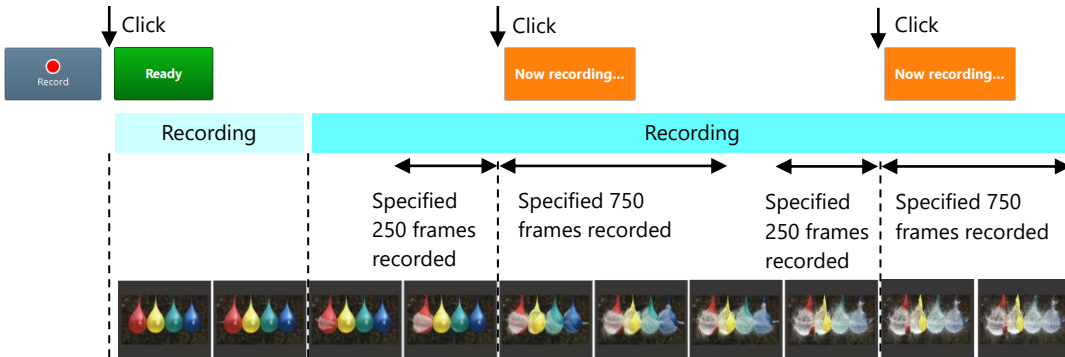 Click
Click
Click
Record
Ready
Now recording...
Now recording...
Recording
Recording
Specified
250 frames
recorded
Specified 750
frames recorded
Specified
250 frames
recorded
Specified 750
frames recorded